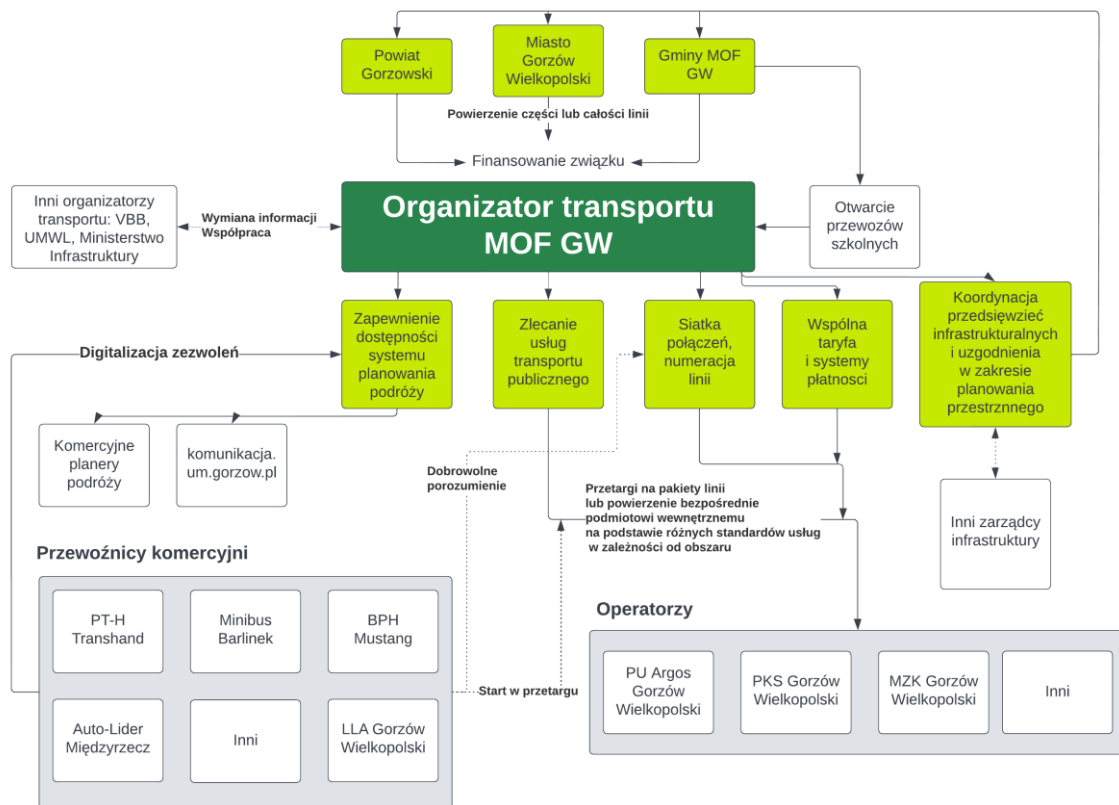 Powiat
Gorzowski
Miasto
Gorzów
Wielkopolski
Gminy MOF
GW
Powierzenie części lub całości linii
Finansowanie związku
Inni organizatorzy
transportu: VBB,
UMWL, Ministerstwo
Infrastruktury
Wymiana informacji
Współpraca
Organizator transportu
MOF GW
Otwarcie
przewozów
szkolnych
Zapewnienie
dostępności
systemu
planowania
podróży
Zlecanie
usług
transportu
publicznego
Siatka
połączeń,
numeracja
linii
Wspólna
taryfa
i systemy
płatnosci
Koordynacja
przedsięwzieć
infrastrukturalnych
i uzgodnienia
w zakresie
planowania
przestrznnego
Digitalizacja zezwoleń
Komercyjne
planery
podróży
komunikacja.
um.gorzow.pl
Dobrowolne
porozumienie
Przetargi na pakiety linii
lub powierzenie bezpośrednie
podmiotowi wewnętrznemu
na podstawie różnych standardów usług
w zależności od obszaru
Inni zarządcy
infrastruktury
Przewoźnicy komercyjni
PT-H
Transhand
Minibus
Barlinek
BPH
Mustang
Auto-Lider
Międzyrzecz
Inni
LLA Gorzów
Wielkopolski
Start w przetargu
Operatorzy
PU Argos
Gorzów
Wielkopolski
PKS Gorzów
Wielkopolski
MZK Gorzów
Wielkopolski
Inni